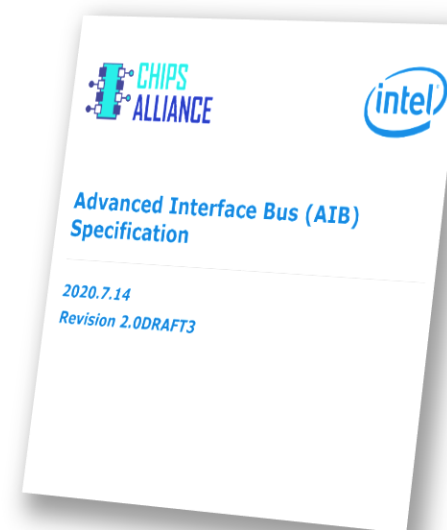 CHIPS
ALLIANCE
intel
Advanced Interface Bus (AIB)
Specification
2020.7.14
Revision 2.0DRAFT3